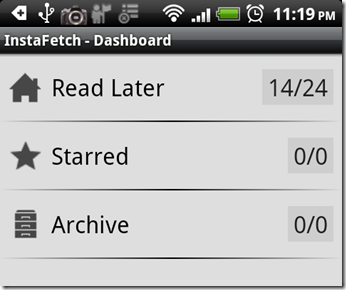 11:19 PM
InstaFetch - Dashboard
Read Later 14/24
Starred 0/0
Archive 0/0